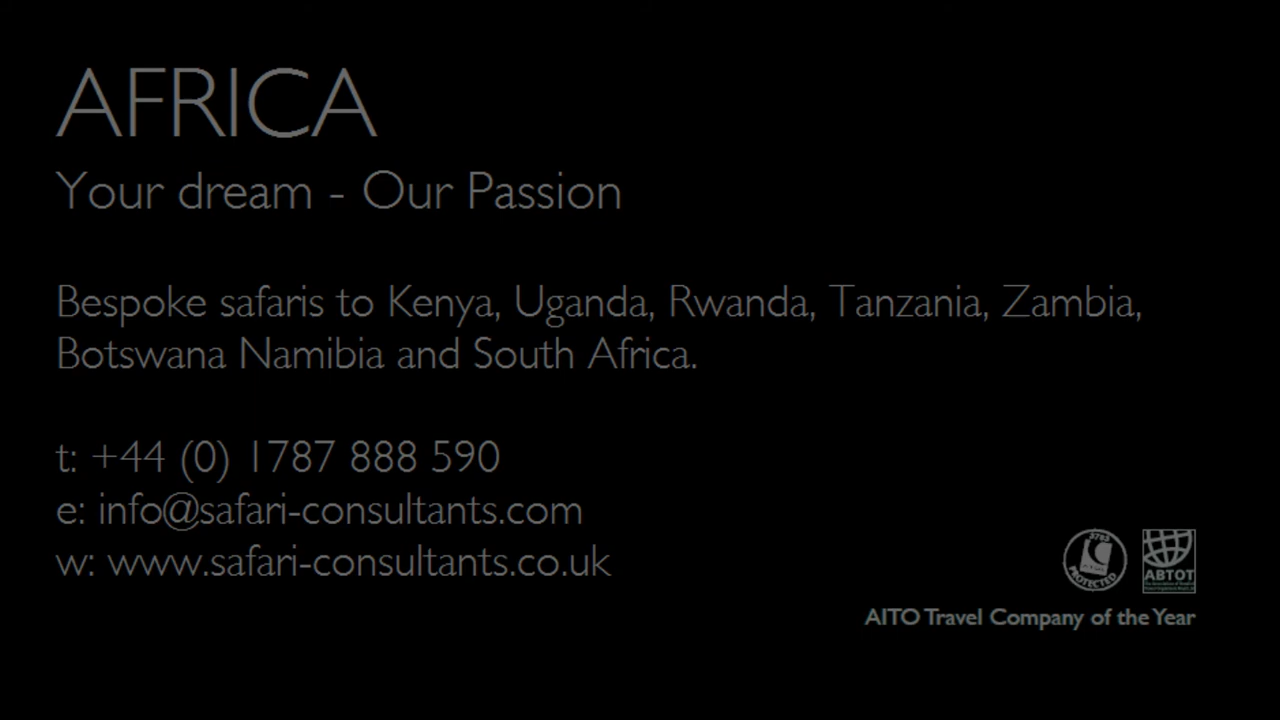 AFRICA
Your dream - Our Passion
Bespoke safaris to Kenya, Uganda, Rwanda, Tanzania, Zambia,
Botswana Namibia and South Africa.
t: +44 (0) 1787 888 590
e: info@safari-consultants.com
w: www.safari-consultants.co.uk
PROTECTED
ABTOT
AITO Travel Company of the Year